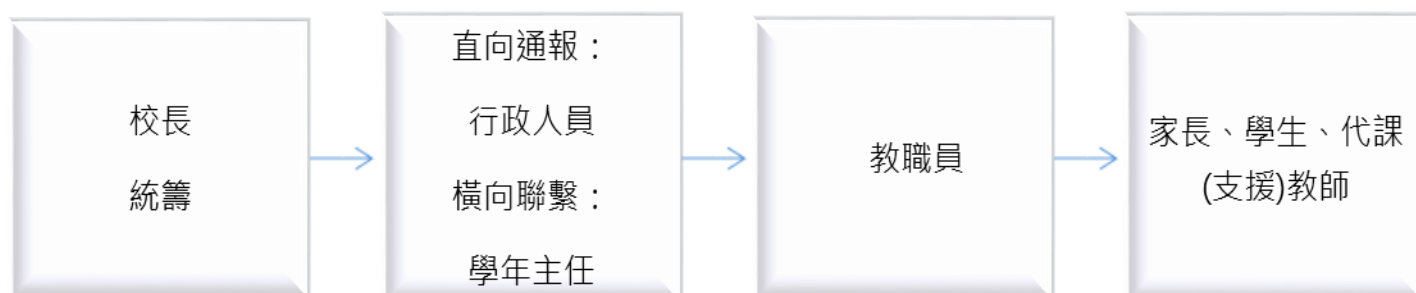 校長
統籌
直向通報：
行政人員
橫向聯繫：
學年主任
教職員
家長、學生、代課
(支援)教師